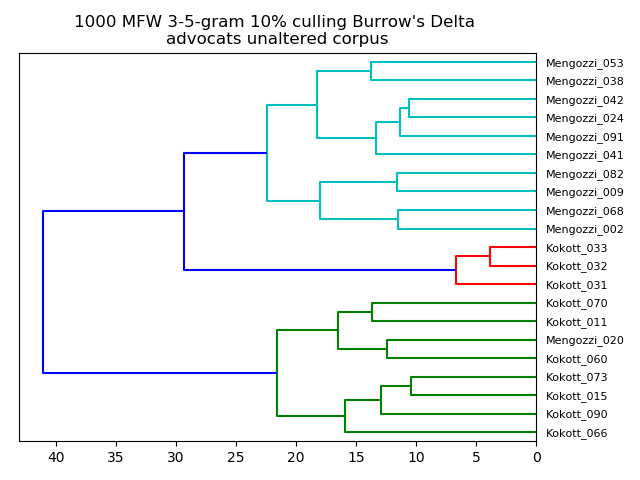 1000 MFW 3-5-gram 10% culling Burrow's Delta
advocats unaltered corpus
Mengozzi_053
Mengozzi_038
Mengozzi_042
Mengozzi_024
Mengozzi_091
Mengozzi_041
Mengozzi_082
Mengozzi_009
Mengozzi_068
Mengozzi_002
Kokott_033
Kokott_032
Kokott_031
Kokott_070
Kokott_011
Mengozzi_020
Kokott_060
Kokott_073
Kokott_015
Kokott_090
Kokott_066
40 35 30 25 20 15 10 5 0